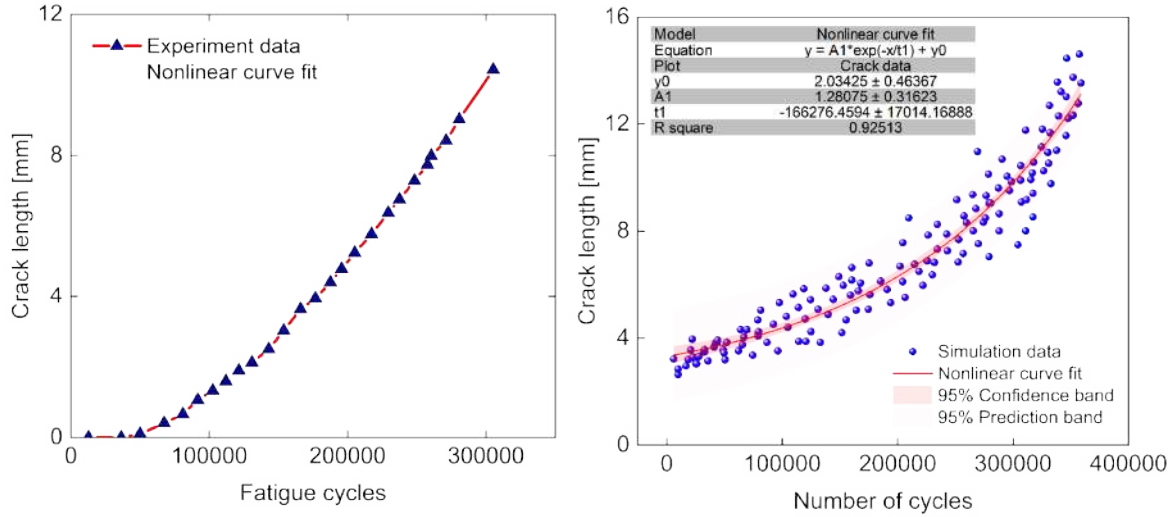 12
8
4
0
Crack length [mm]
Experiment data
Nonlinear curve fit
0
100000
200000
300000
Fatigue cycles
16
12
8
4
0
Crack length [mm]
Model Nonlinear curve fit
Equation y = A1*exp(-x/t1) + y0
Plot Crack data
y0 2.03425 ± 0.46367
A1 1.28075 ± 0.31623
t1 -166276.4594 ± 17014.16888
R square 0.92513
Simulation data
Nonlinear curve fit
95% Confidence band
95% Prediction band
0
100000
200000
300000
400000
Number of cycles